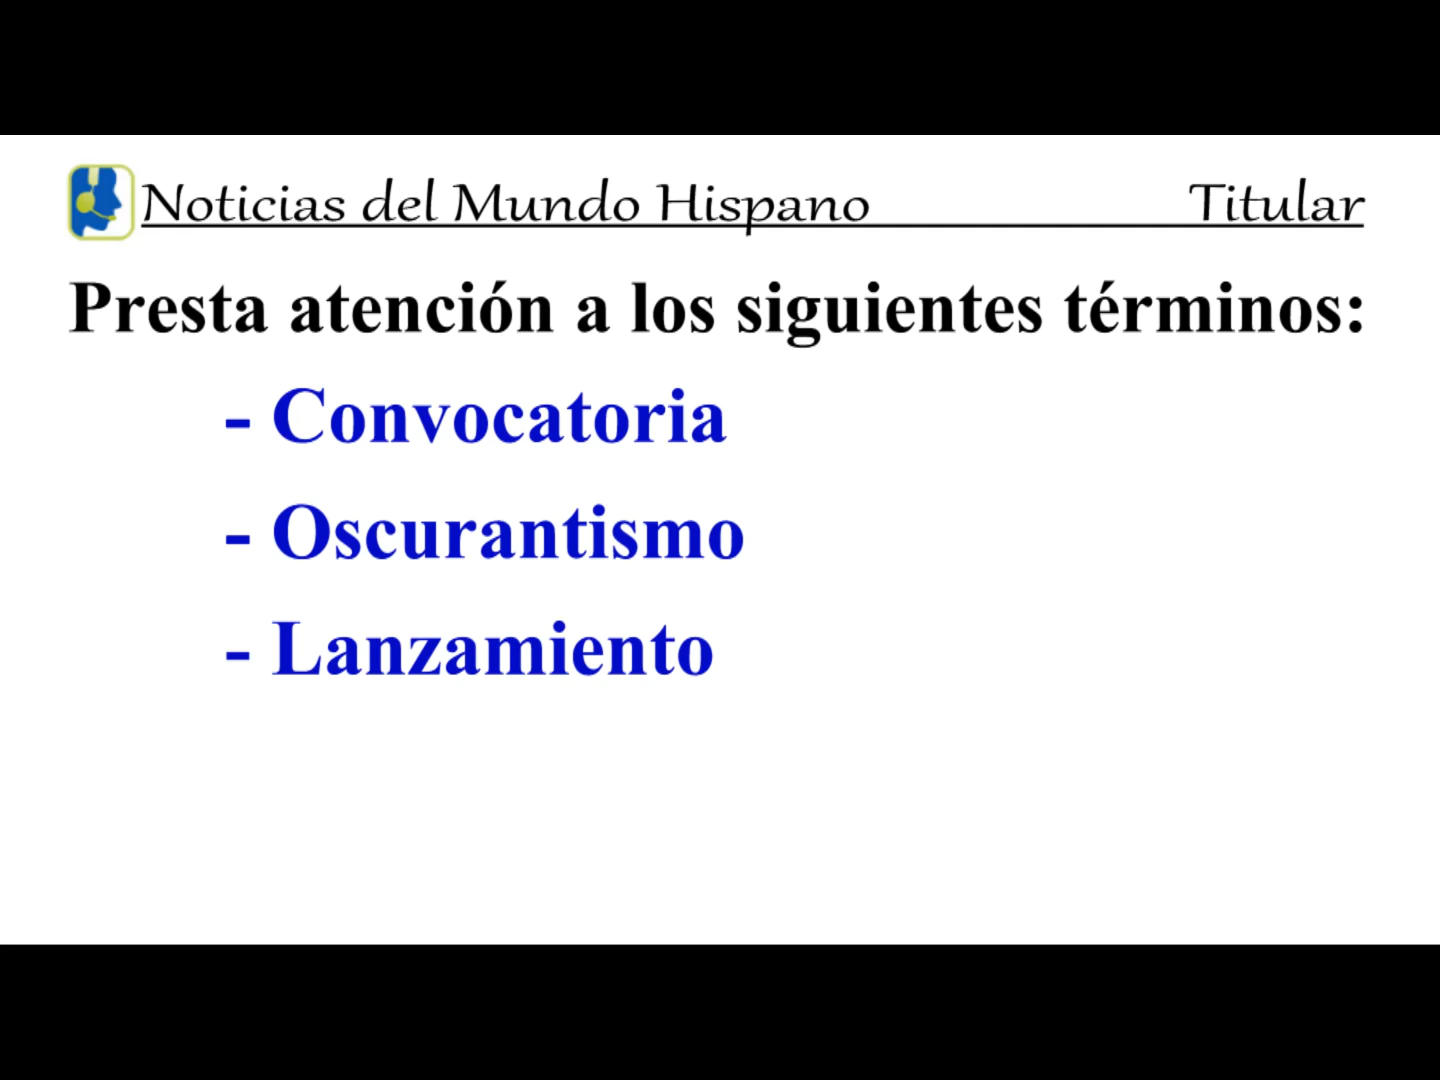 Noticias del Mundo Hispano Titular
Presta atención a los siguientes términos:
- Convocatoria
- Oscurantismo
- Lanzamiento